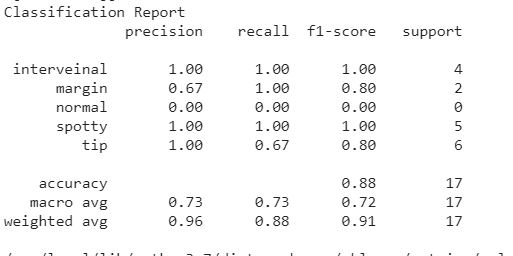 Classification Report
precision recall f1-score support
interveinal 1.00 1.00 1.00 4
margin 0.67 1.00 0.80 2
normal 0.00 0.00 0.00 0
spotty 1.00 1.00 1.00 5
tip 1.00 0.67 0.80 6
accuracy 0.88 17
macro avg 0.73 0.73 0.72 17
weighted avg 0.96 0.88 0.91 17